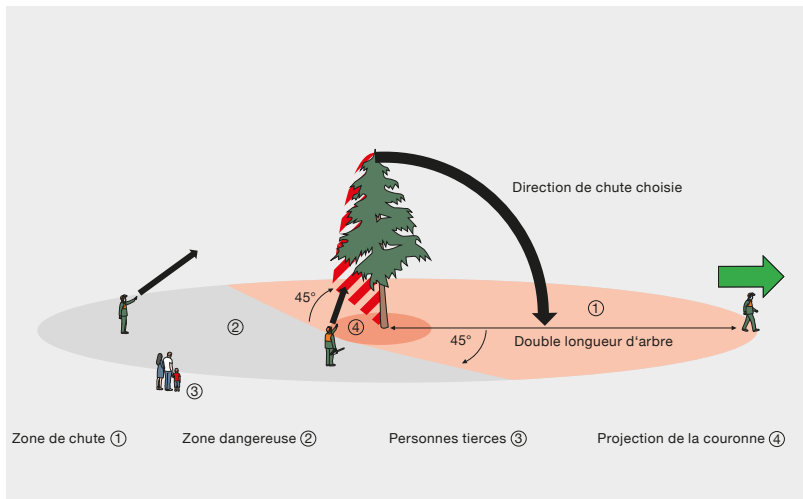 Direction de chute choisie
45°
①
②
④
45°
Double longueur d'arbre
③
Zone de chute ①
Zone dangereuse ②
Personnes tierces ③
Projection de la couronne ④